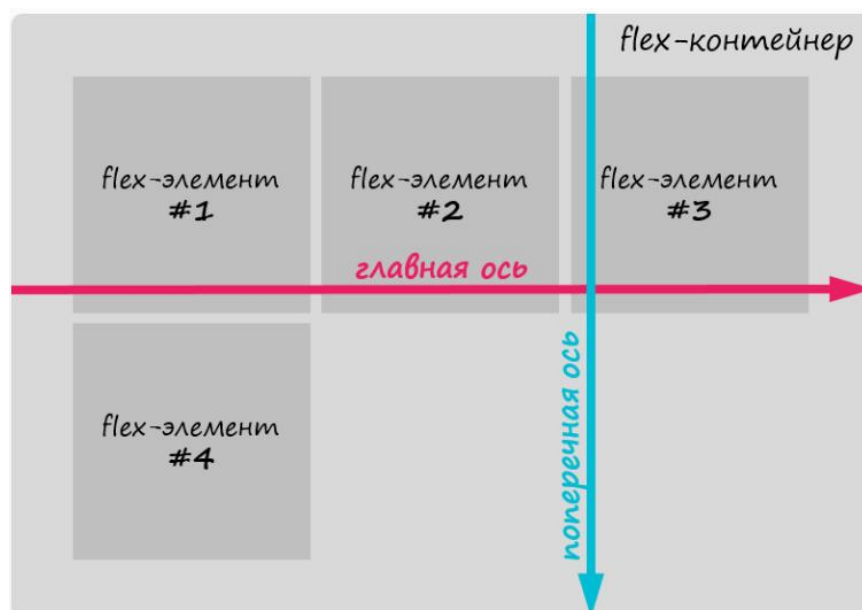 flex-контейнер
flex-элемент
#1
flex-элемент
#2
flex-элемент
#3
главная ось
поперечная ось
flex-элемент
#4